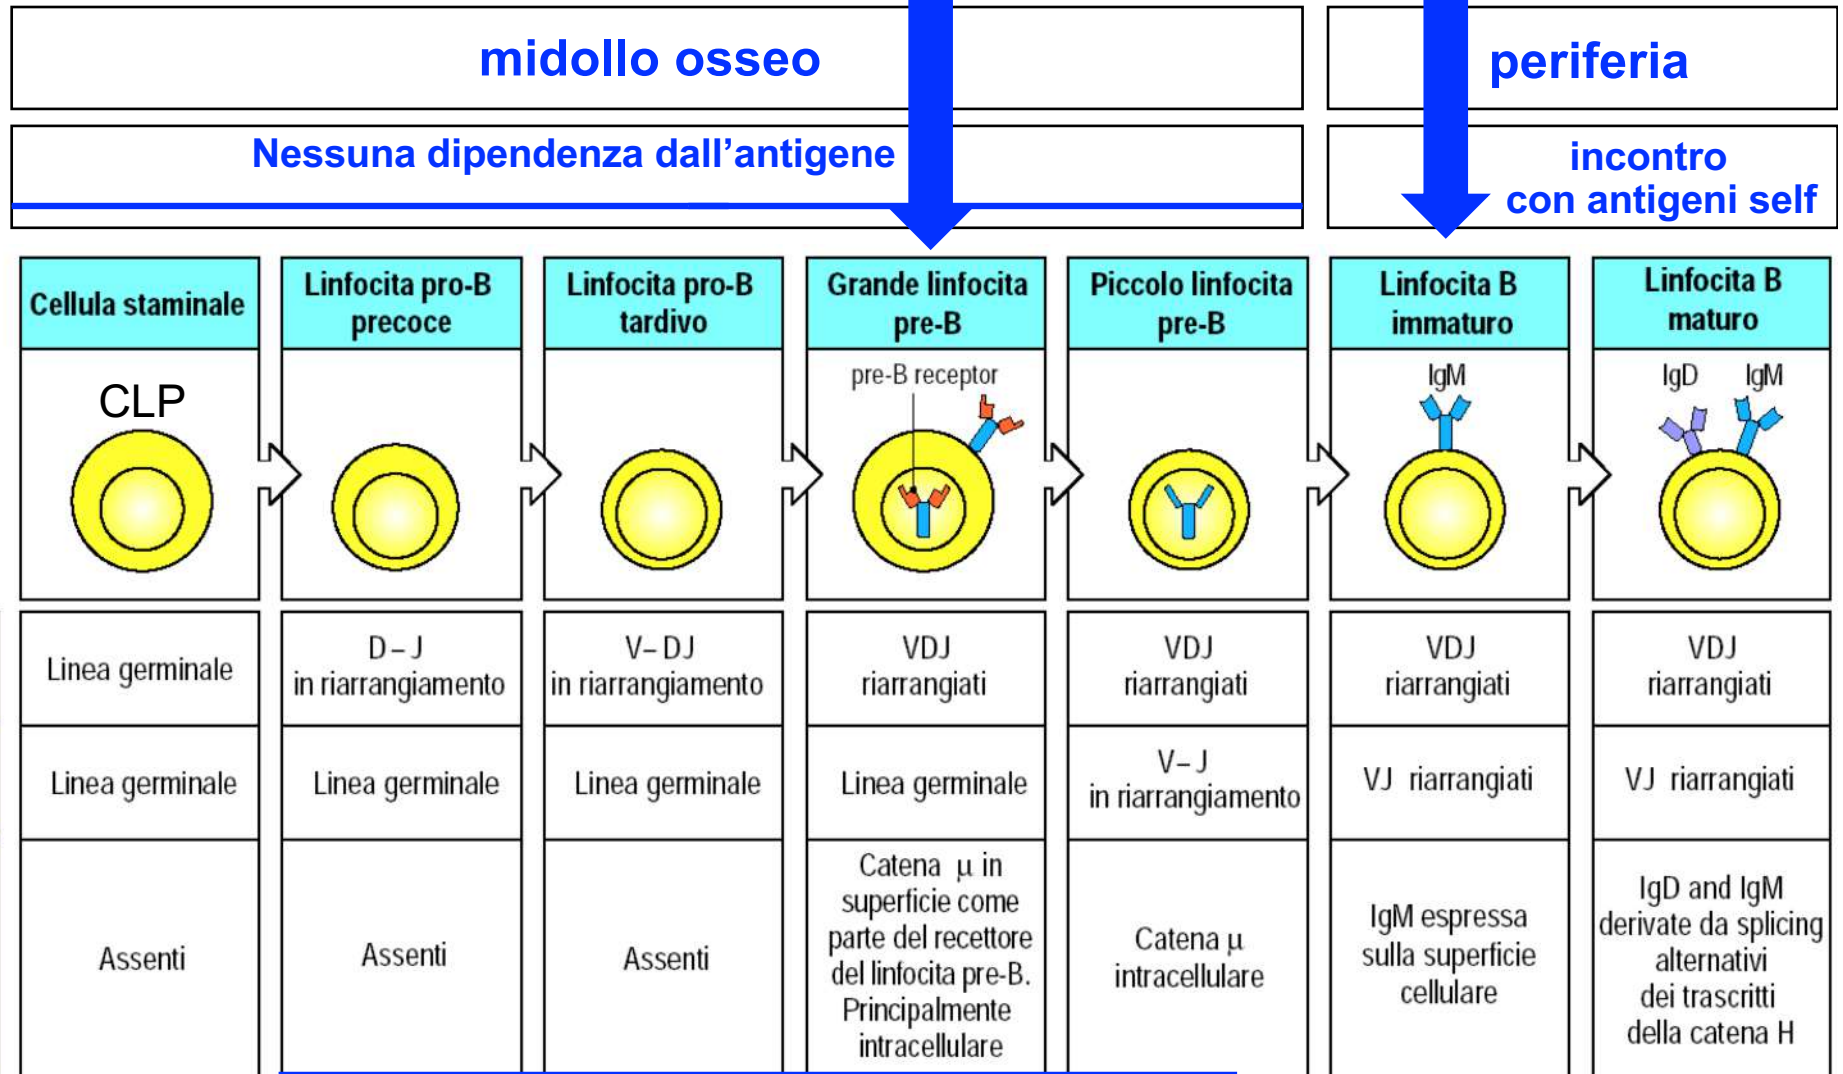 midollo osseo
periferia
Nessuna dipendenza dall’antigene
incontro
con antigeni self
Cellula staminale
Linfocita pro-B
precoce
Linfocita pro-B
tardivo
Grande linfocita
pre-B
Piccolo linfocita
pre-B
Linfocita B
immaturo
Linfocita B
maturo
CLP
pre-B receptor
IgM
IgD
IgM
Linea germinale
D – J
in riarrangiamento
V– DJ
in riarrangiamento
VDJ
riarrangiati
VDJ
riarrangiati
VDJ
riarrangiati
VDJ
riarrangiati
Linea germinale
Linea germinale
Linea germinale
Linea germinale
V– J
in riarrangiamento
VJ riarrangiati
VJ riarrangiati
Assenti
Assenti
Assenti
Catena μ in
superficie come
parte del recettore
del linfocita pre-B.
Principalmente
intracellulare
Catena μ
intracellulare
IgM espressa
sulla superficie
cellulare
IgD and IgM
derivate da splicing
alternativi
dei trascritti
della catena H